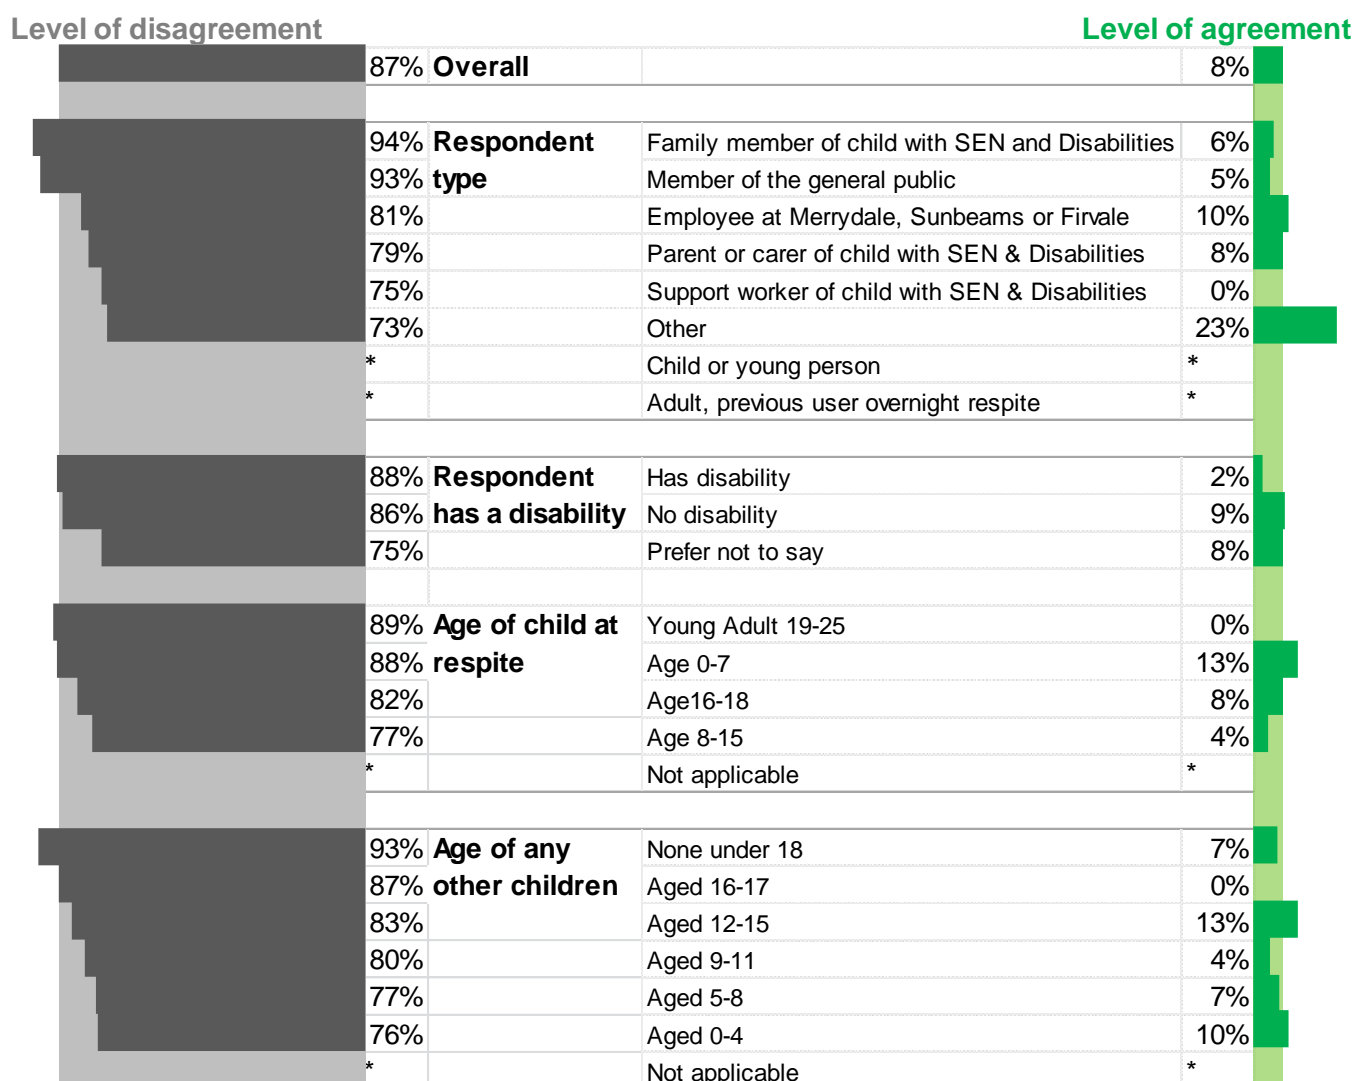 Level of disagreement Level of agreement
87% Overall 8%
94% Respondent Family member of child with SEN and Disabilities 6%
93% type Member of the general public 5%
81% Employee at Merrydale, Sunbeams or Firvale 10%
79% Parent or carer of child with SEN & Disabilities 8%
75% Support worker of child with SEN & Disabilities 0%
73% Other 23%
* Child or young person *
* Adult, previous user overnight respite *
88% Respondent Has disability 2%
86% has a disability No disability 9%
75% Prefer not to say 8%
89% Age of child at Young Adult 19-25 0%
88% respite Age 0-7 13%
82% Age16-18 8%
77% Age 8-15 4%
* Not applicable *
93% Age of any None under 18 7%
87% other children Aged 16-17 0%
83% Aged 12-15 13%
80% Aged 9-11 4%
77% Aged 5-8 7%
76% Aged 0-4 10%
* Not applicable *